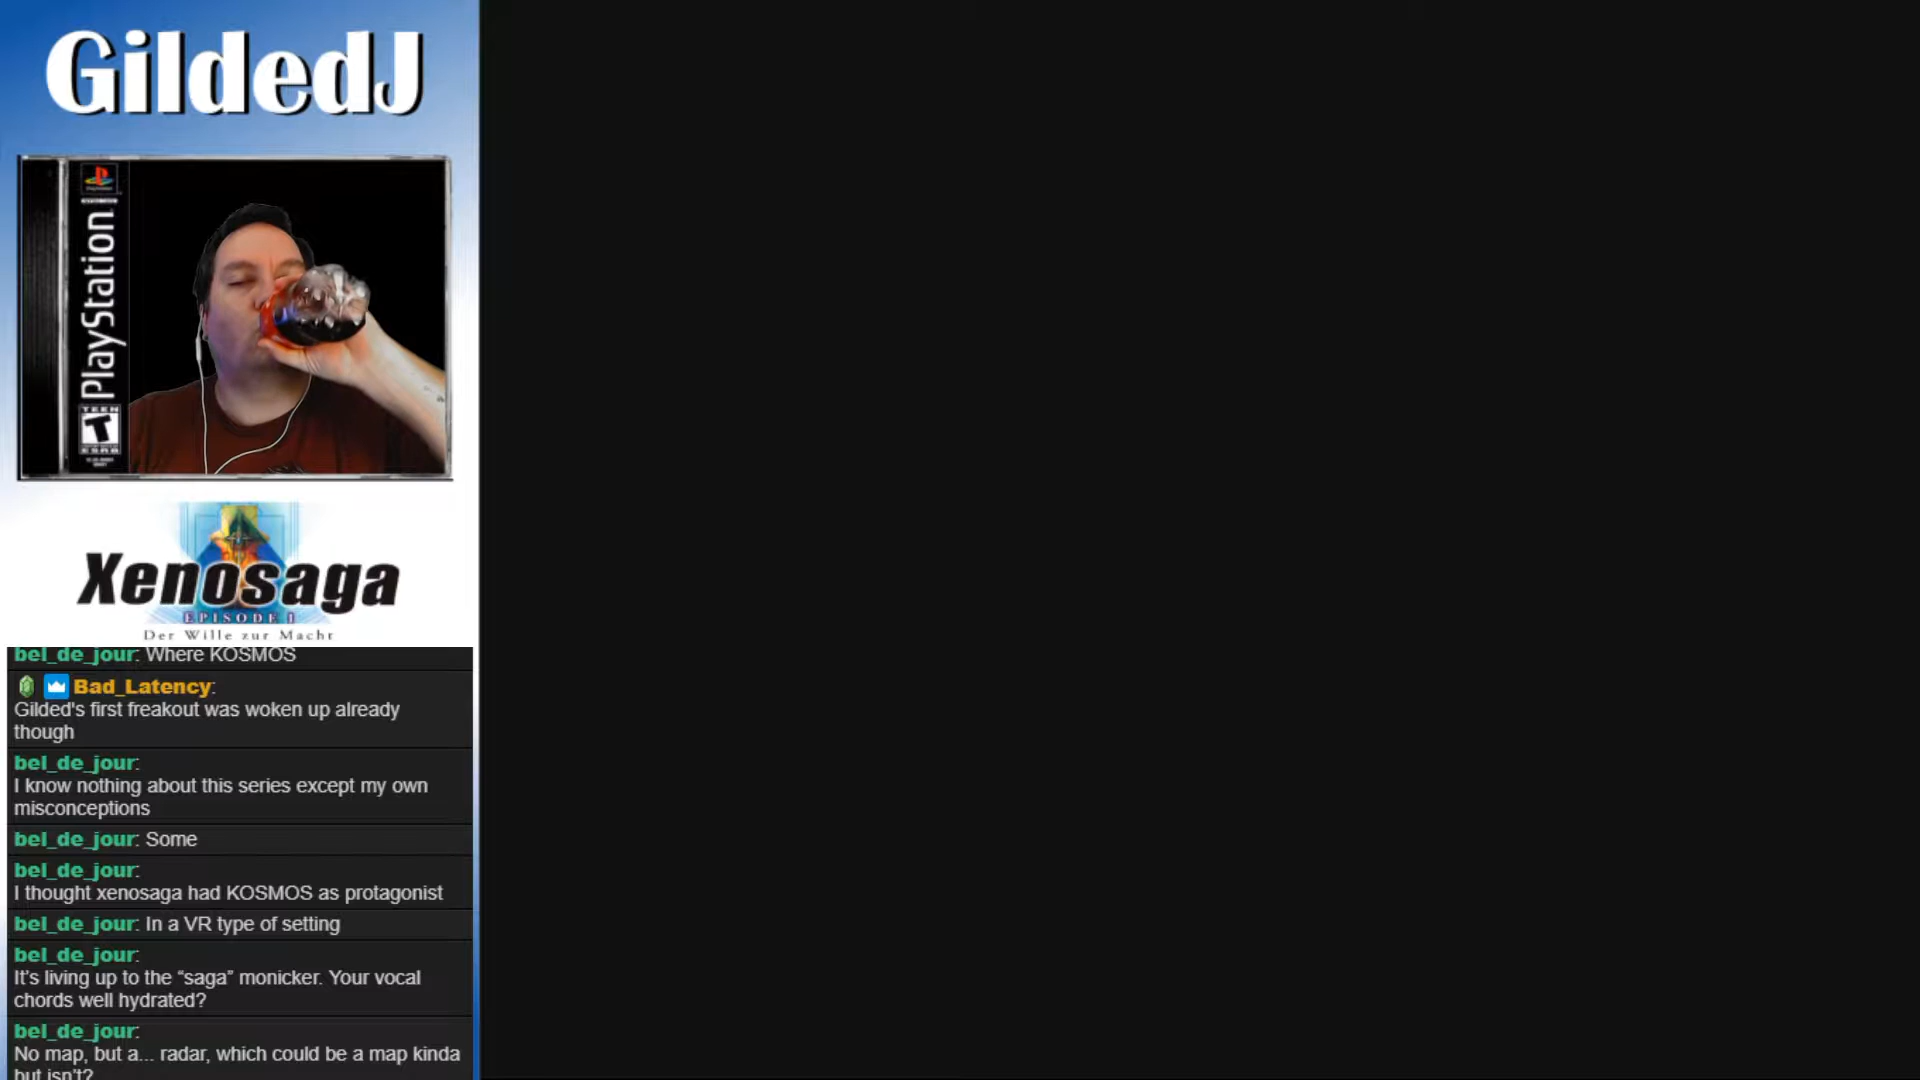 GildedJ
PlayStation
TEEN
T
ESRB
Xenosaga
EPISODE I
Der Wille zur Macht
bel_de_jour: Where KOSMOS
Bad_Latency:
Gilded's first freakout was woken up already
though
bel_de_jour:
I know nothing about this series except my own
misconceptions
bel_de_jour: Some
bel_de_jour:
I thought xenosaga had KOSMOS as protagonist
bel_de_jour: In a VR type of setting
bel_de_jour:
It's living up to the “saga” monicker. Your vocal
chords well hydrated?
bel_de_jour:
No map, but a... radar, which could be a map kinda
but isn't?